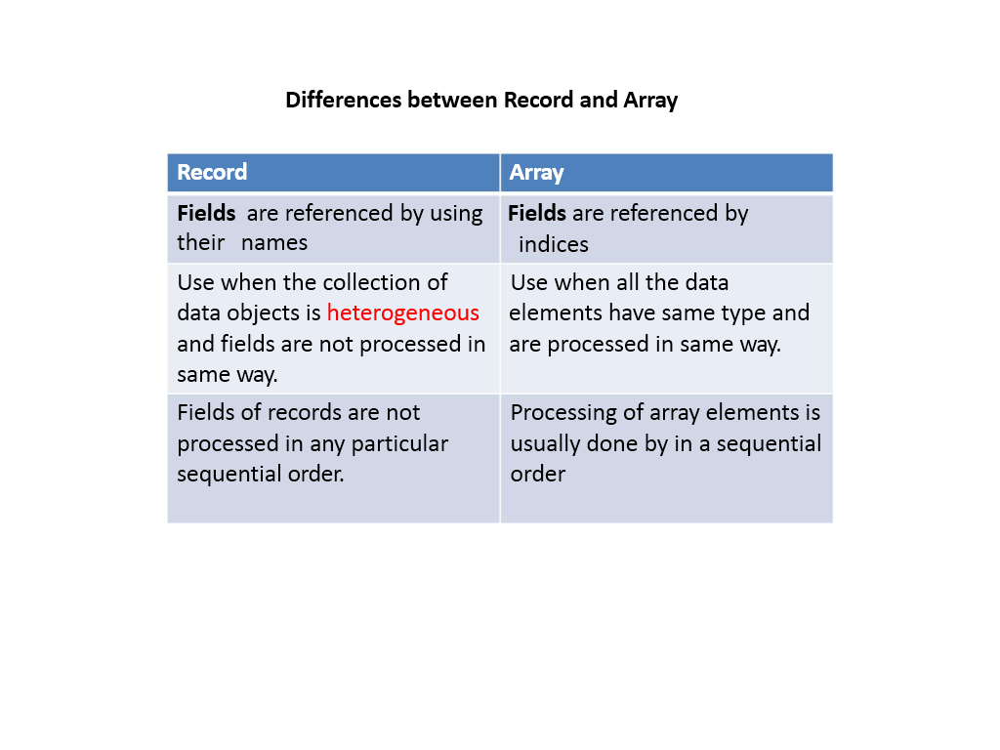 Differences between Record and Array
Record
Array
Fields are referenced by using
their names
Fields are referenced by
indices
Use when the collection of
data objects is heterogeneous
and fields are not processed in
same way.
Use when all the data
elements have same type and
are processed in same way.
Fields of records are not
processed in any particular
sequential order.
Processing of array elements is
usually done by in a sequential
order